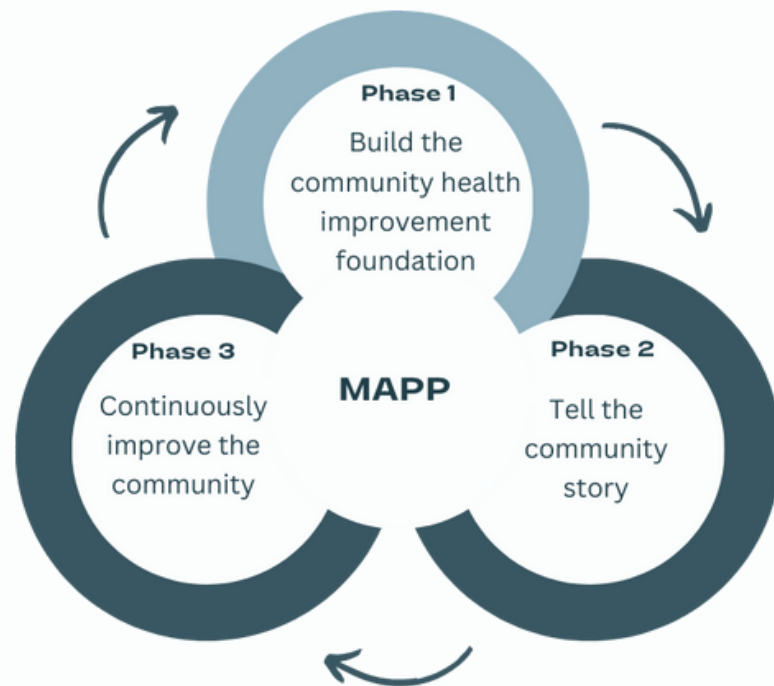 Phase 1
Build the
community health
improvement
foundation
Phase 2
Tell the
community
story
Phase 3
Continuously
improve the
community
MAPP